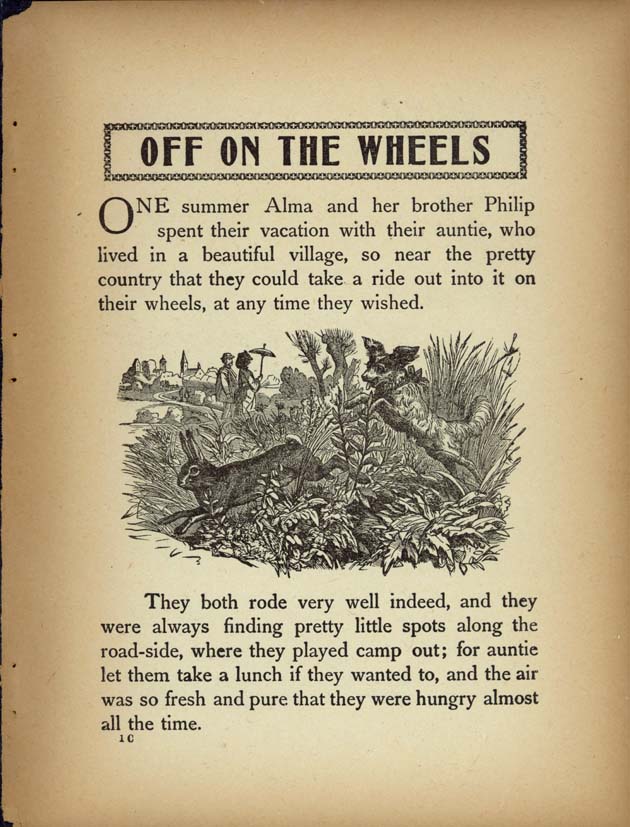 OFF ON THE WHEELS
ONE summer Alma and her brother Philip
spent their vacation with their auntie, who
lived in a beautiful village, so near the pretty
country that they could take a ride out into it on
their wheels, at any time they wished.
They both rode very well indeed, and they
were always finding pretty little spots along the
road-side, where they played camp out; for auntie
let them take a lunch if they wanted to, and the air
was so fresh and pure that they were hungry almost
all the time.
1C